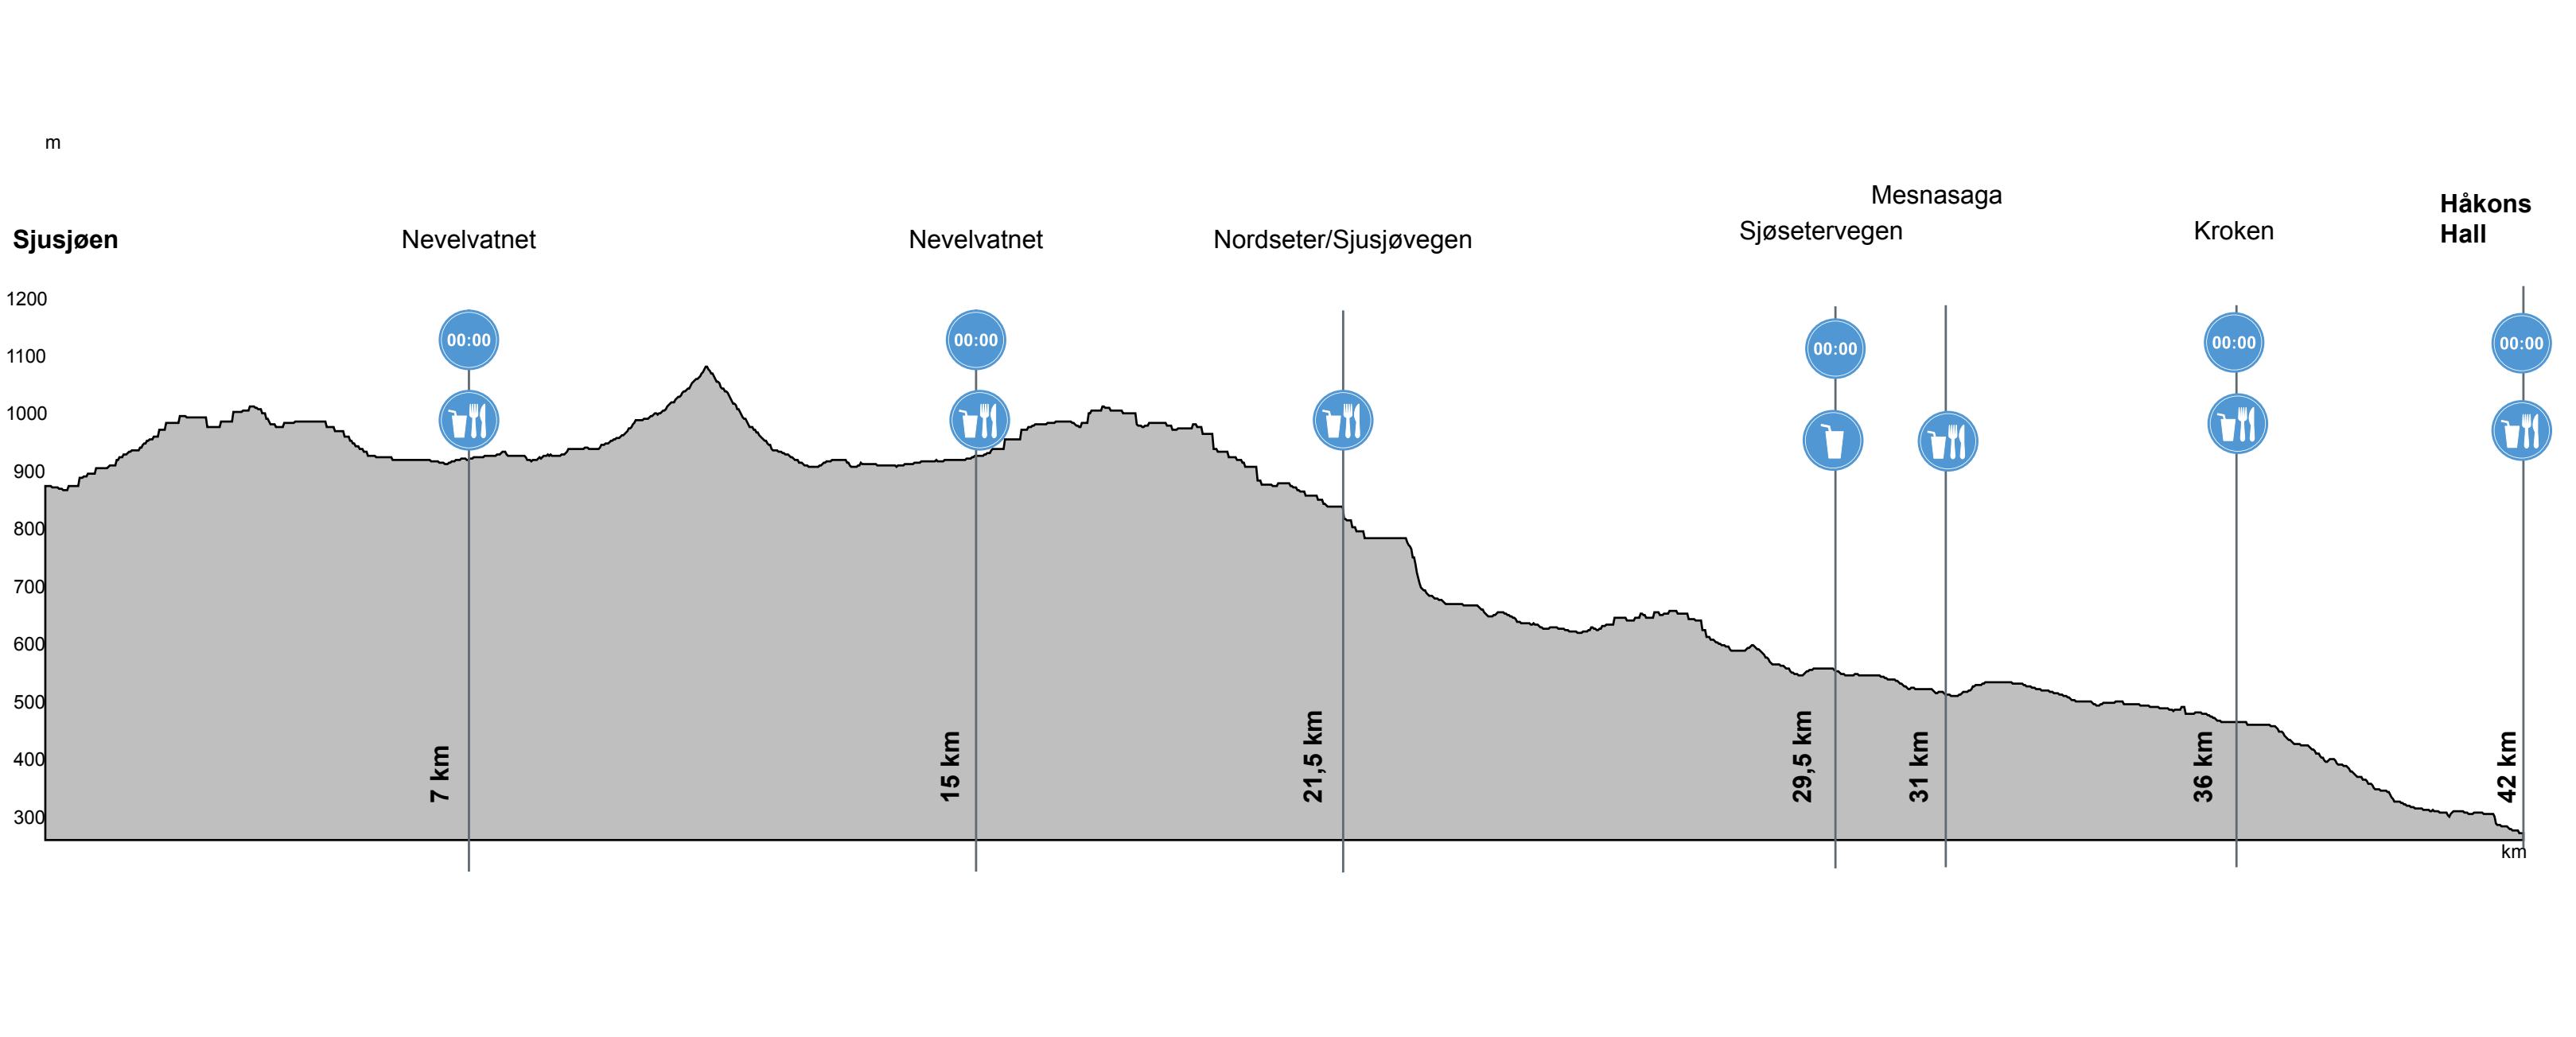 m
Mesnasaga
Håkons
Hall
Sjusjøen
Nevelvatnet
Nevelvatnet
Nordseter/Sjusjøvegen
Sjøsetervegen
Kroken
1200
1100
1000
900
800
700
600
500
400
300
00:00
00:00
00:00
00:00
00:00
7 km
15 km
21,5 km
29,5 km
31 km
36 km
42 km
km